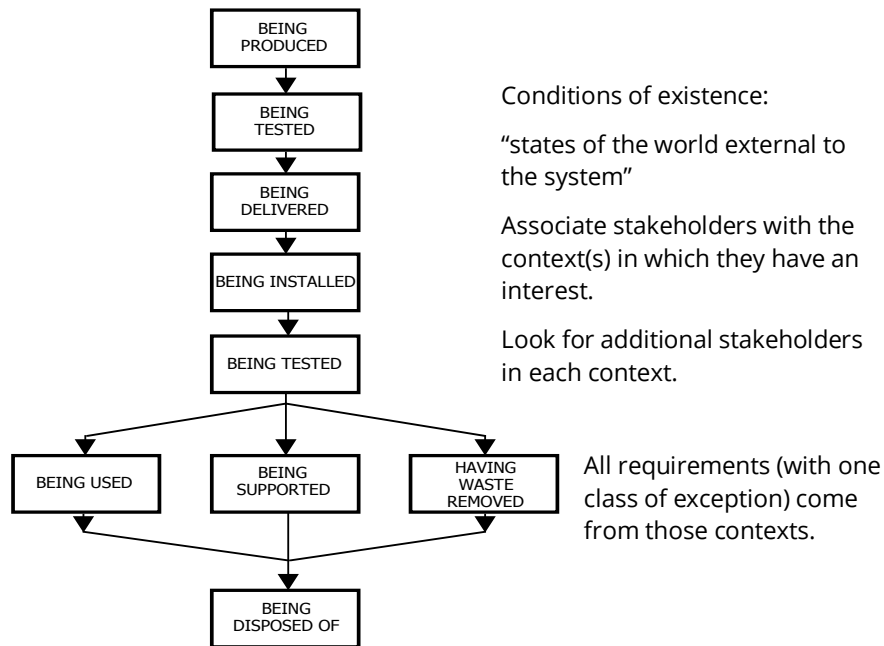 BEING
PRODUCED
BEING
TESTED
BEING
DELIVERED
BEING INSTALLED
BEING TESTED
BEING USED
BEING
SUPPORTED
HAVING
WASTE
REMOVED
BEING
DISPOSED OF
Conditions of existence:
“states of the world external to
the system”
Associate stakeholders with the
context(s) in which they have an
interest.
Look for additional stakeholders
in each context.
All requirements (with one
class of exception) come
from those contexts.